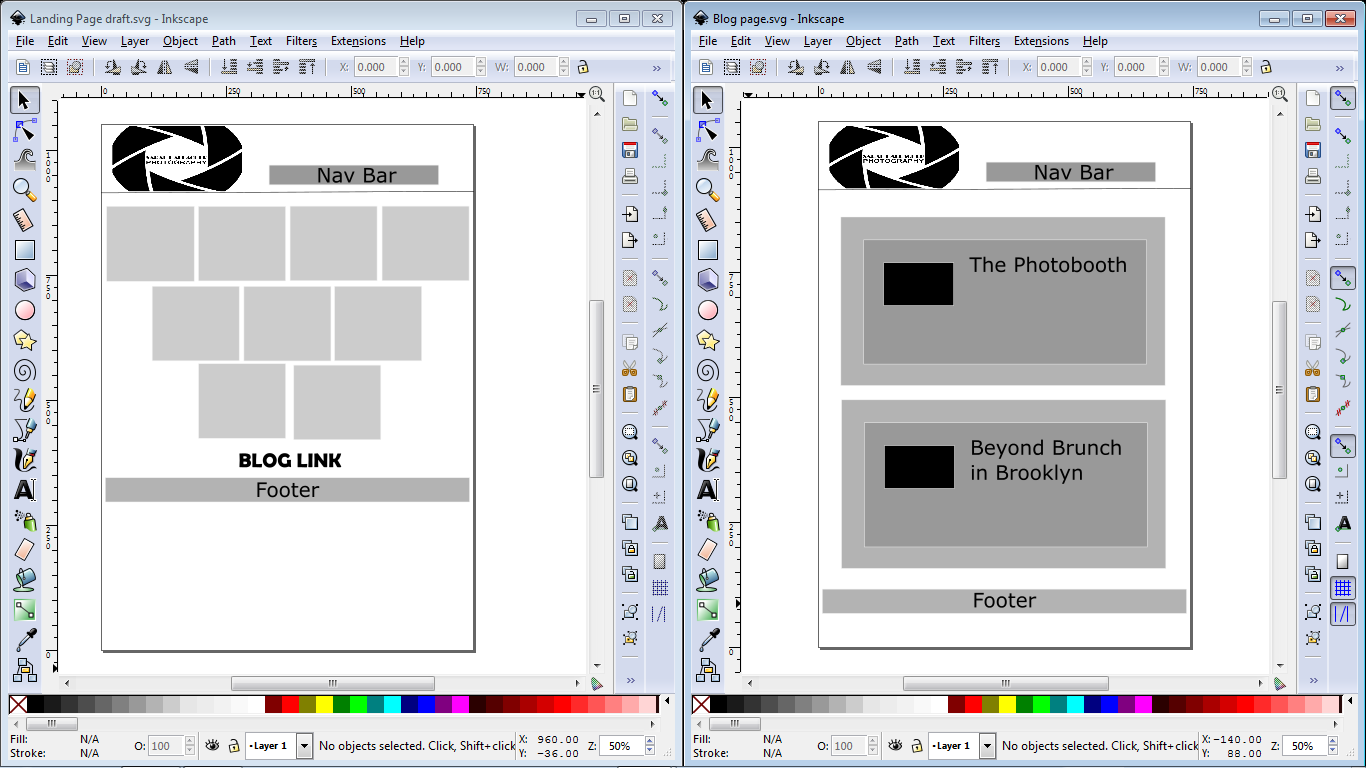 Landing Page draft.svg - Inkscape
File Edit View Layer Object Path Text Filters Extensions Help
X: 0.000 Y: 0.000 W: 0.000 »
0 250 500 750
PHOTOGRAPHY
Nav Bar
BLOG LINK
Footer
Fill: N/A
Stroke: N/A
O: 100
•Layer 1
No objects selected. Click, Shift+click
X: 960.00
Y: -36.00
Z: 50%
Blog page.svg - Inkscape
File Edit View Layer Object Path Text Filters Extensions Help
X: 0.000 Y: 0.000 W: 0.000 »
0 250 500 750
PHOTOGRAPHY
Nav Bar
The Photobooth
Beyond Brunch
in Brooklyn
Footer
Fill: N/A
Stroke: N/A
O: 100
•Layer 1
No objects selected. Click, Shift+click
X: -140.00
Y: 88.00
Z: 50%